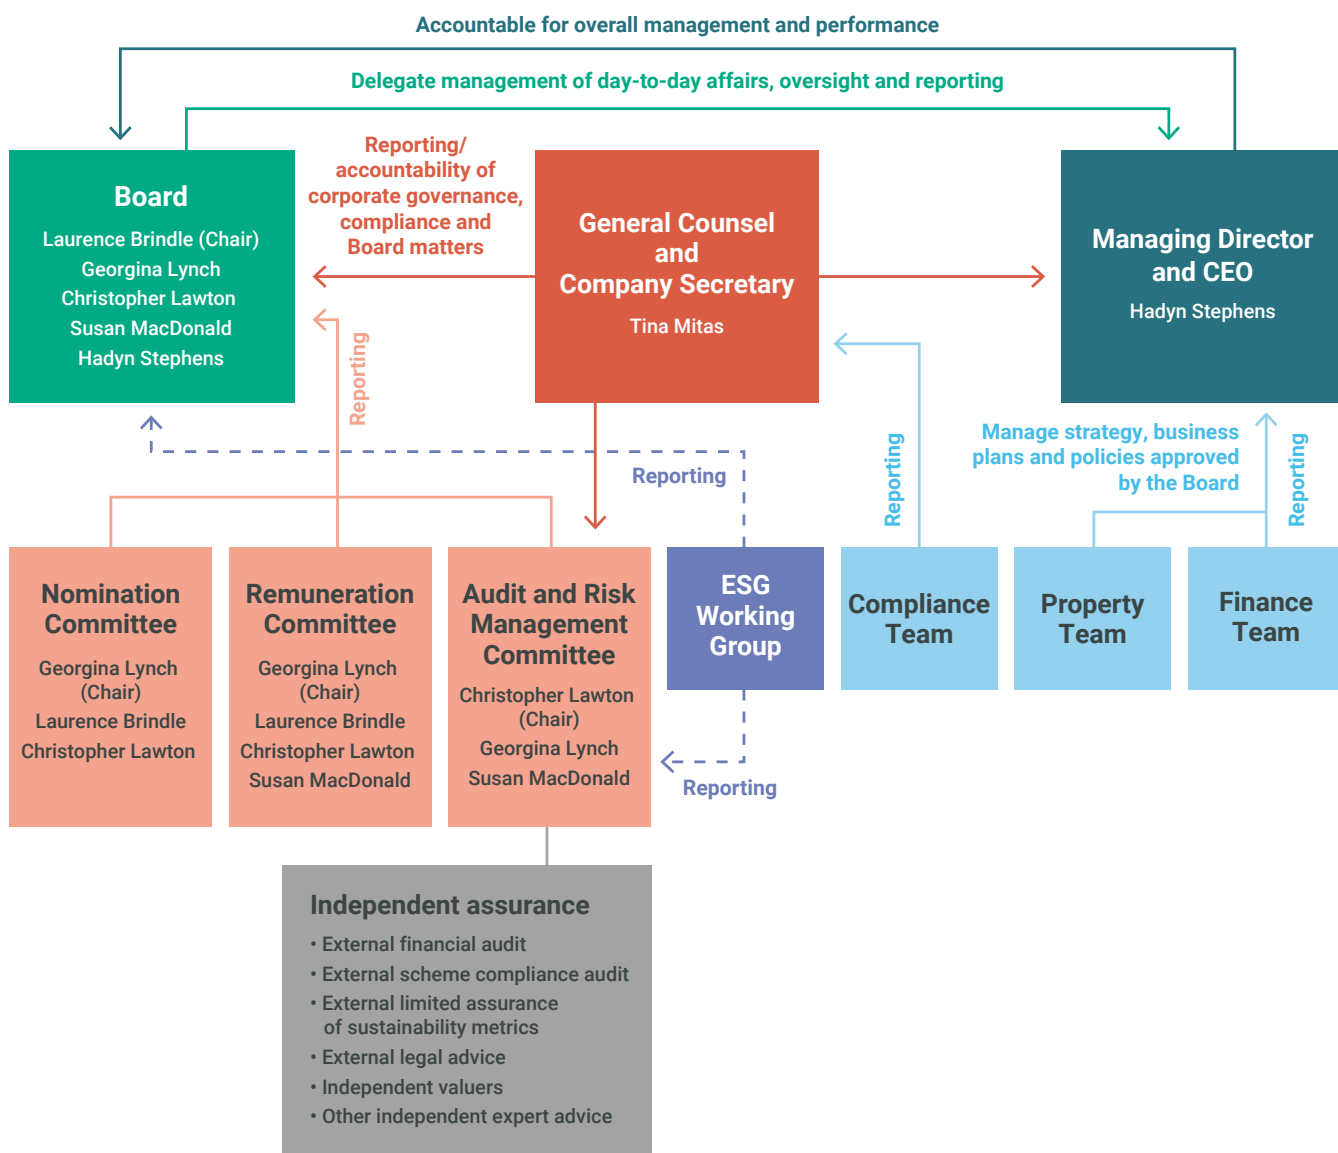 Accountable for overall management and performance
Delegate management of day-to-day affairs, oversight and reporting
Board
Laurence Brindle (Chair)
Georgina Lynch
Christopher Lawton
Susan MacDonald
Hadyn Stephens
Reporting/
accountability of
corporate governance,
compliance and
Board matters
General Counsel
and
Company Secretary
Tina Mitas
Managing Director
and CEO
Hadyn Stephens
Reporting
Reporting
Reporting
Manage strategy, business
plans and policies approved
by the Board
Reporting
Nomination
Committee
Georgina Lynch
(Chair)
Laurence Brindle
Christopher Lawton
Remuneration
Committee
Georgina Lynch
(Chair)
Laurence Brindle
Christopher Lawton
Susan MacDonald
Audit and Risk
Management
Committee
Christopher Lawton
(Chair)
Georgina Lynch
Susan MacDonald
ESG
Working
Group
Reporting
Compliance
Team
Property
Team
Finance
Team
Independent assurance
• External financial audit
• External scheme compliance audit
• External limited assurance
of sustainability metrics
• External legal advice
• Independent valuers
• Other independent expert advice